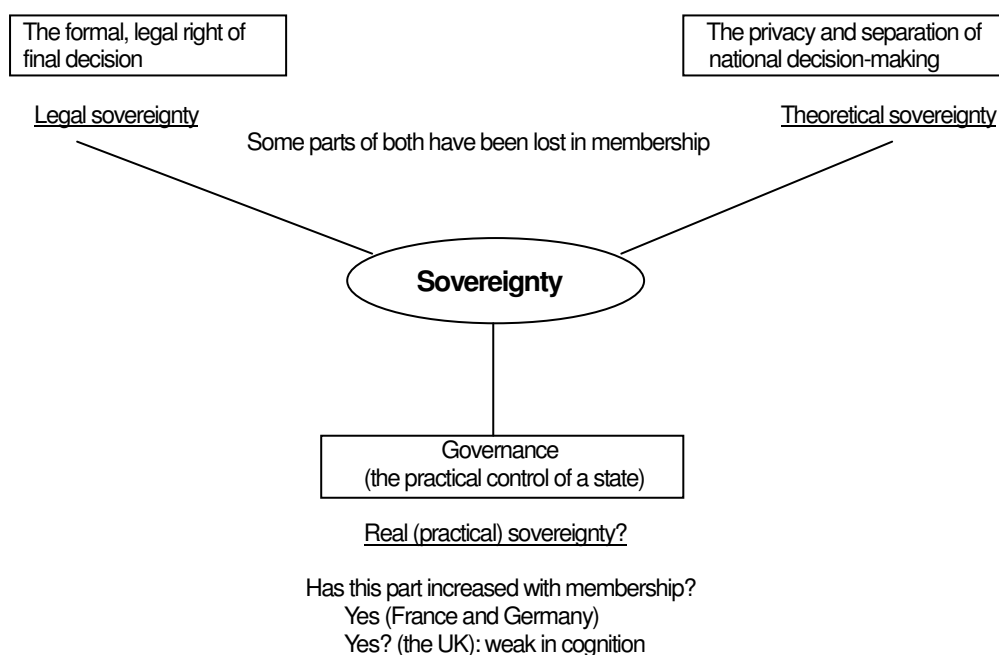 The formal, legal right of
final decision
The privacy and separation of
national decision-making
Legal sovereignty
Theoretical sovereignty
Some parts of both have been lost in membership
Sovereignty
Governance
(the practical control of a state)
Real (practical) sovereignty?
Has this part increased with membership?
Yes (France and Germany)
Yes? (the UK): weak in cognition